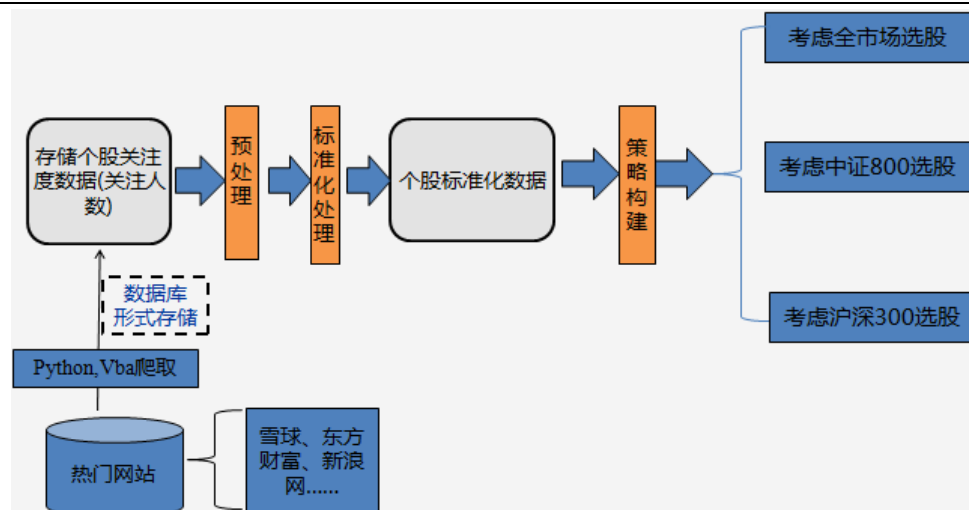 考虑全市场选股
存储个股关注
度数据(关注人
数)
预处理
标准化处理
个股标准化数据
策略构建
考虑中证800选股
考虑沪深300选股
数据库
形式存储
Python,Vba爬取
热门网站
雪球、东方
财富、新浪
网......